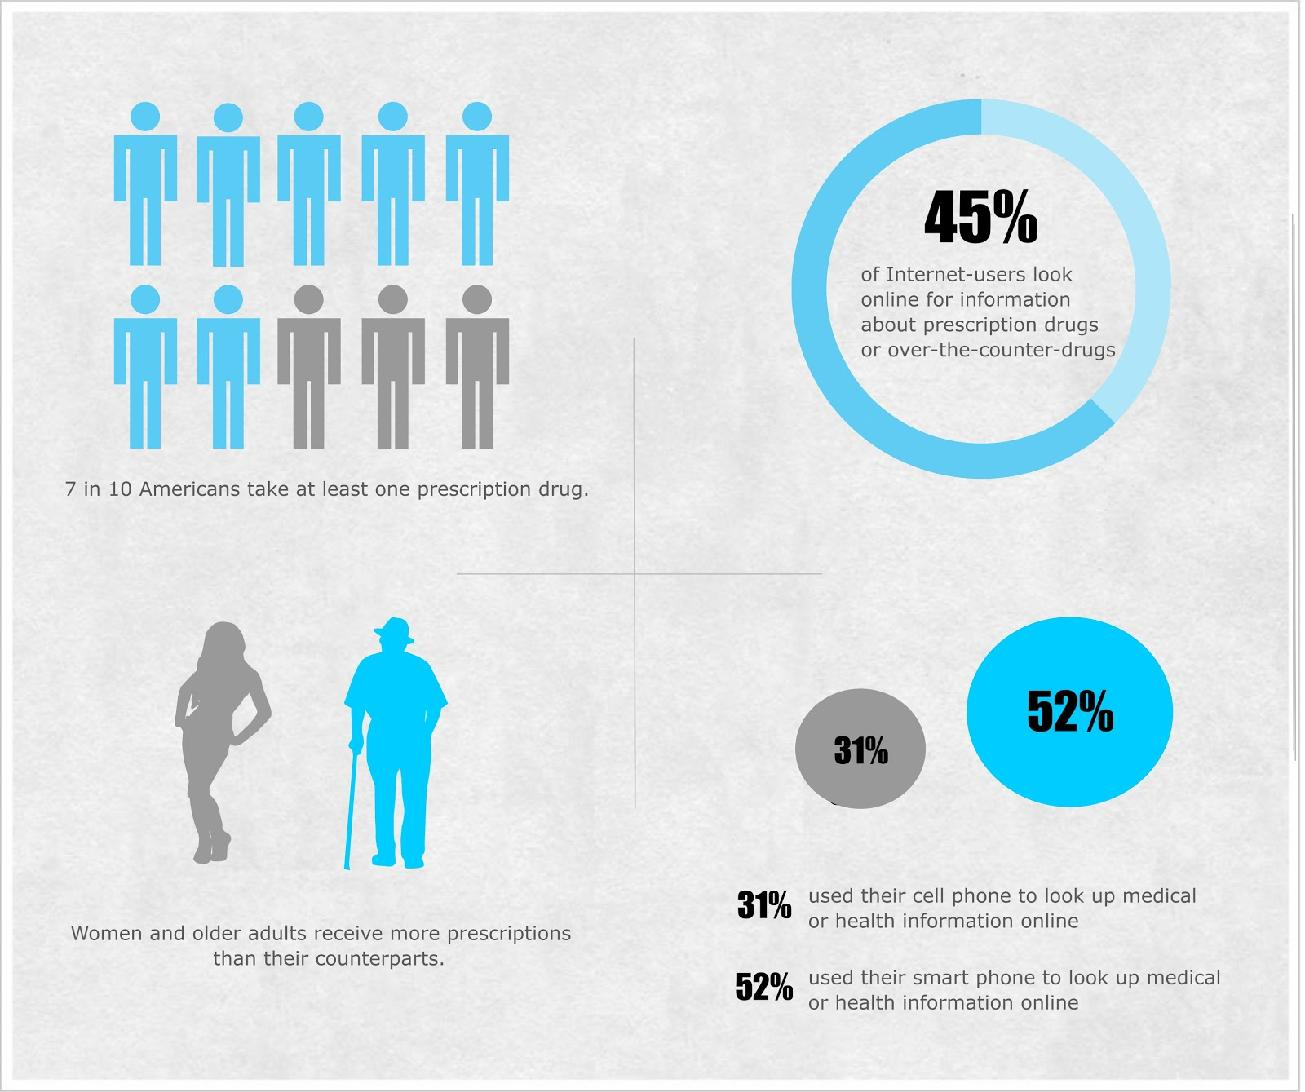 7 in 10 Americans take at least one prescription drug.
45%
of Internet-users look
online for information
about prescription drugs
or over-the-counter-drugs
Women and older adults receive more prescriptions
than their counterparts.
31%
52%
31% used their cell phone to look up medical
or health information online
52% used their smart phone to look up medical
or health information online